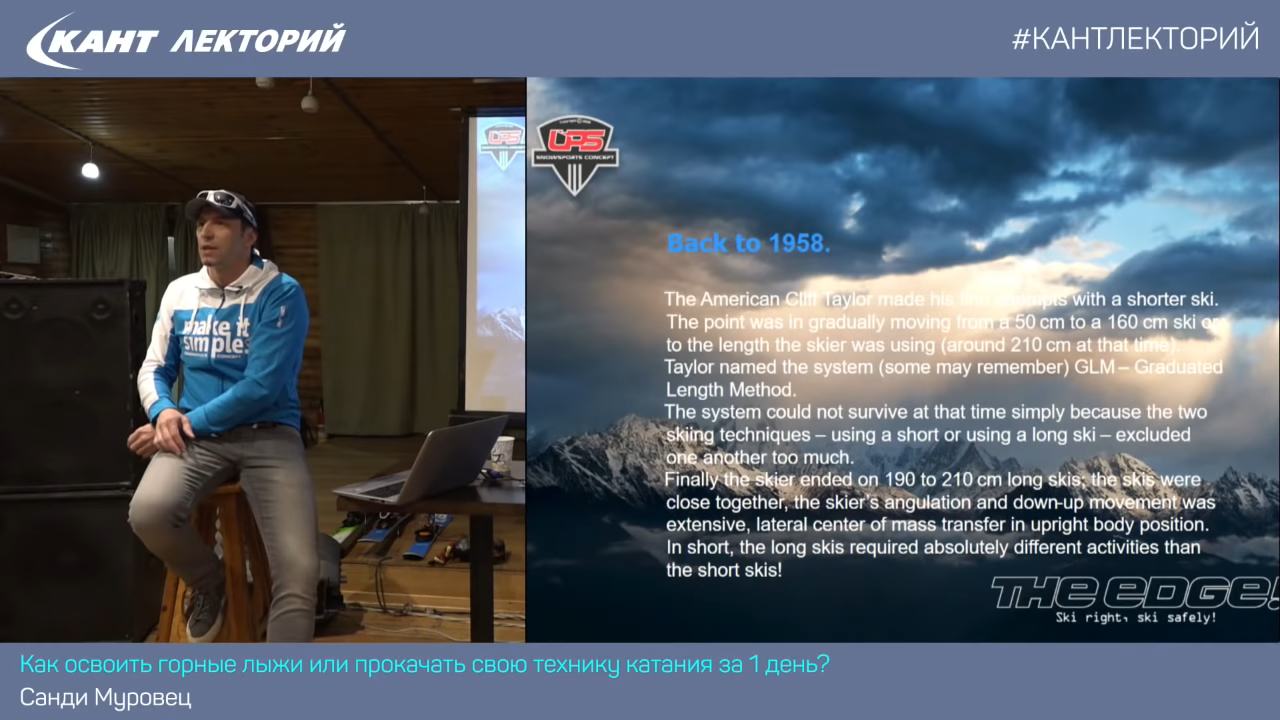 КАНТ ЛЕКТОРИЙ
#КАНТЛЕКТОРИЙ
UPS
SNOWSPORTS CONCEPT
make it
simple!
Back to 1958.
The American Cliff Taylor made his first attempts with a shorter ski.
The point was in gradually moving from a 50 cm to a 160 cm ski or
to the length the skier was using (around 210 cm at that time).
Taylor named the system (some may remember) GLM – Graduated
Length Method.
The system could not survive at that time simply because the two
skiing techniques – using a short or using a long ski – excluded
one another too much.
Finally the skier ended on 190 to 210 cm long skis; the skis were
close together, the skier's angulation and down-up movement was
extensive, lateral center of mass transfer in upright body position.
In short, the long skis required absolutely different activities than
the short skis!
THE EDGE!
Ski right, ski safely!
Как освоить горные лыжи или прокачать свою технику катания за 1 день?
Санди Муровец